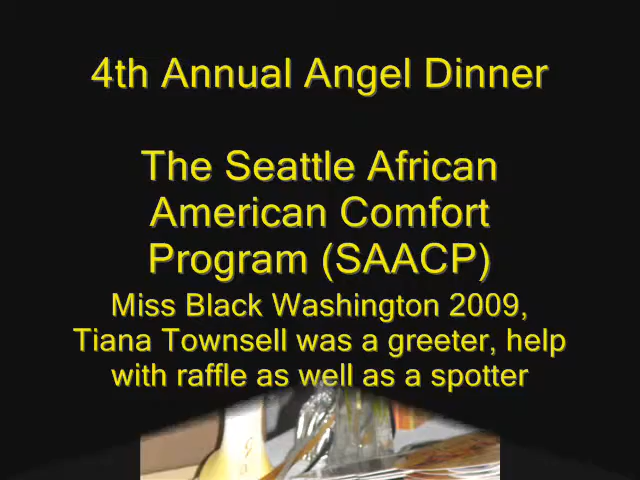 4th Annual Angel Dinner
The Seattle African
American Comfort
Program (SAACP)
Miss Black Washington 2009,
Tiana Townsell was a greeter, help
with raffle as well as a spotter